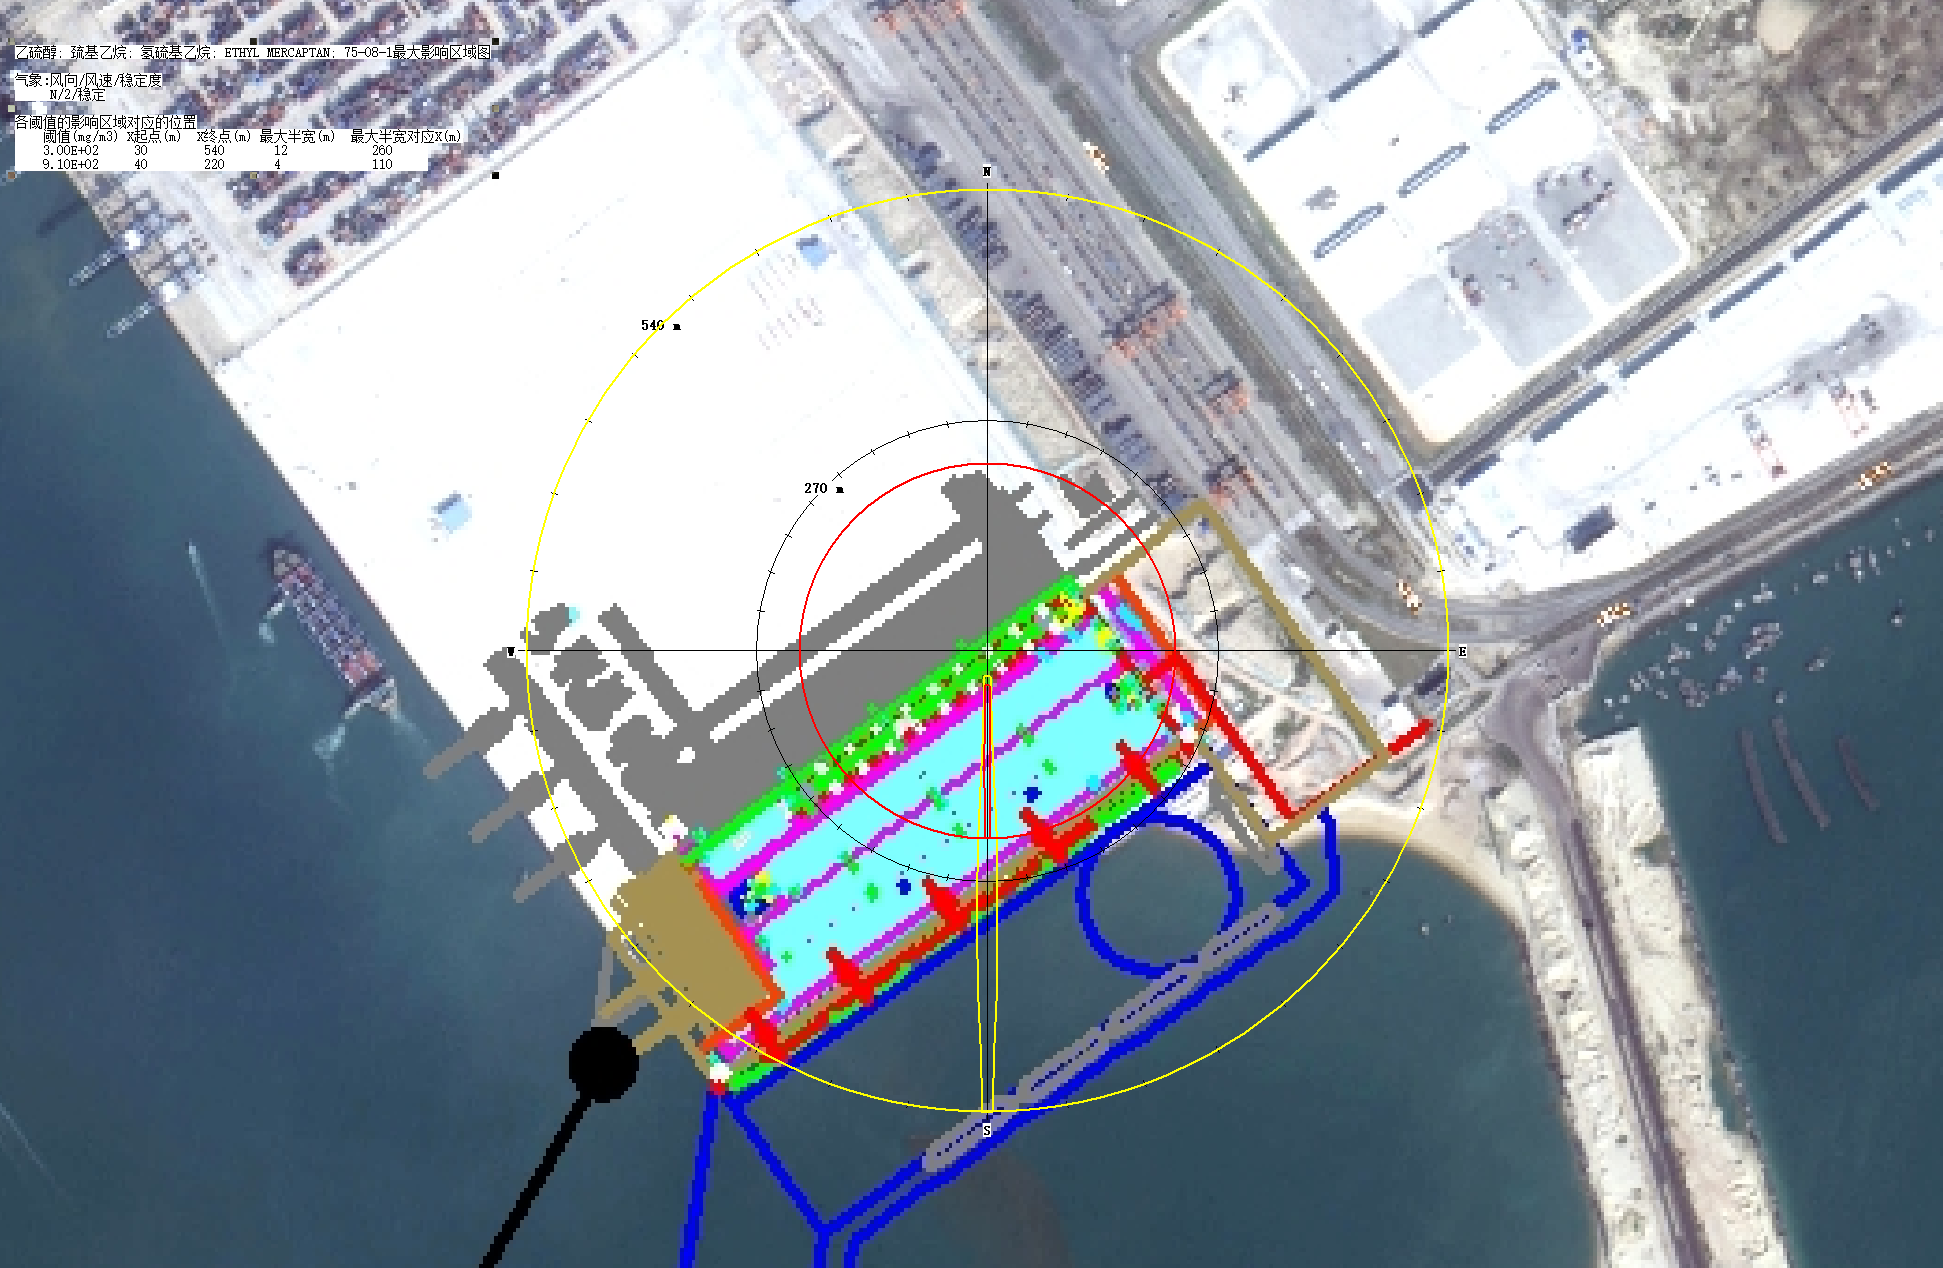 乙硫醇; 巯基乙烷; 氢硫基乙烷; ETHYL MERCAPTAN; 75-08-1最大影响区域图
气象:风向/风速/稳定度
N/2/稳定
各阈值的影响区域对应的位置
阈值(mg/m3) X起点(m) X终点(m) 最大半宽(m) 最大半宽对应X(m)
3.00E+02 30 540 12 260
9.10E+02 40 220 4 110
N
540 m
270 m
W
E
S